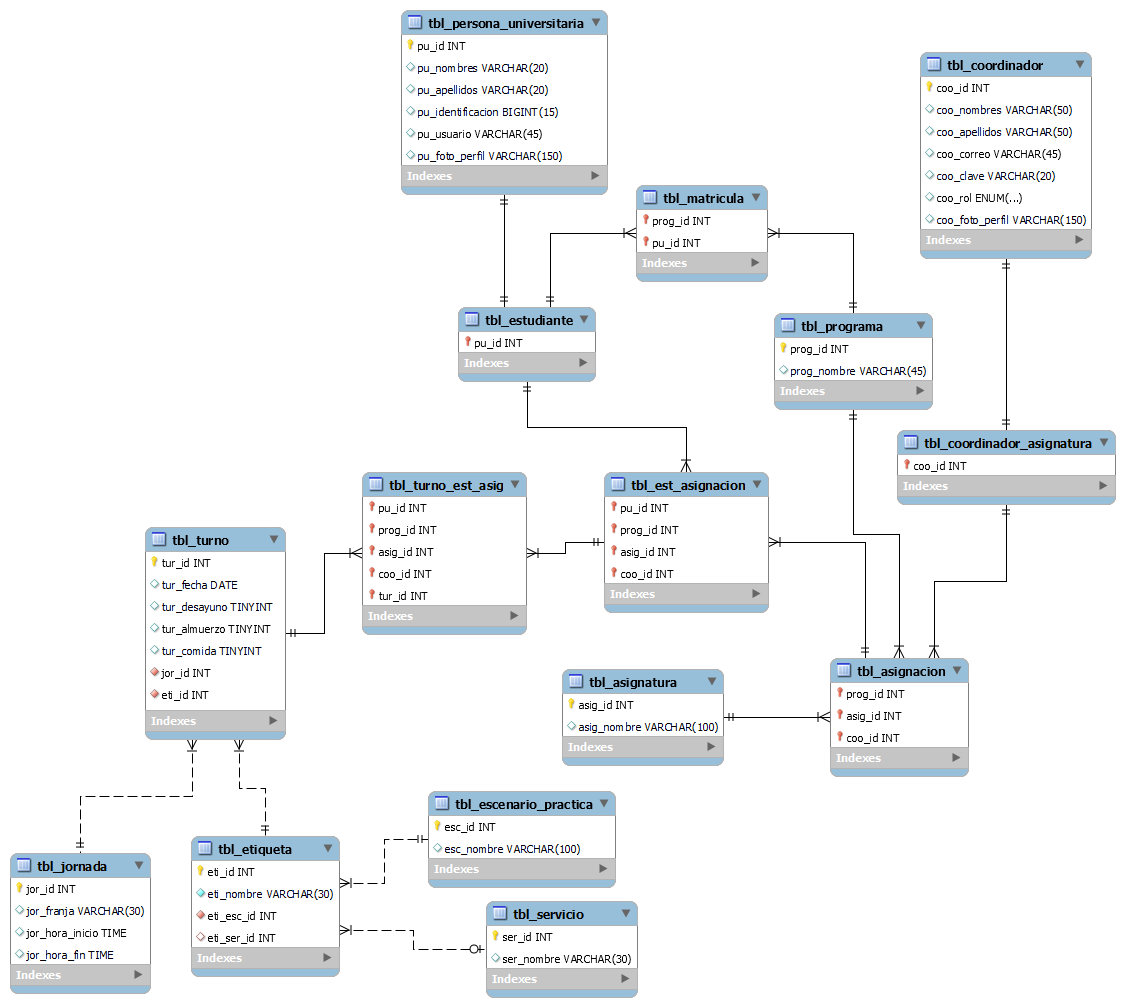 tbl_persona_universitaria
pu_id INT
pu_nombres VARCHAR(20)
pu_apellidos VARCHAR(20)
pu_identificacion BIGINT(15)
pu_usuario VARCHAR(45)
pu_foto_perfil VARCHAR(150)
Indexes
tbl_coordinador
coo_id INT
coo_nombres VARCHAR(50)
coo_apellidos VARCHAR(50)
coo_correo VARCHAR(45)
coo_clave VARCHAR(20)
coo_rol ENUM(...)
coo_foto_perfil VARCHAR(150)
Indexes
tbl_matricula
prog_id INT
pu_id INT
Indexes
tbl_estudiante
pu_id INT
Indexes
tbl_programa
prog_id INT
prog_nombre VARCHAR(45)
Indexes
tbl_coordinador_asignatura
coo_id INT
Indexes
tbl_turno_est_asig
pu_id INT
prog_id INT
asig_id INT
coo_id INT
tur_id INT
Indexes
tbl_est_asignacion
pu_id INT
prog_id INT
asig_id INT
coo_id INT
Indexes
tbl_turno
tur_id INT
tur_fecha DATE
tur_desayuno TINYINT
tur_almuerzo TINYINT
tur_comida TINYINT
jor_id INT
eti_id INT
Indexes
tbl_asignatura
asig_id INT
asig_nombre VARCHAR(100)
Indexes
tbl_asignacion
prog_id INT
asig_id INT
coo_id INT
Indexes
tbl_escenario_practica
esc_id INT
esc_nombre VARCHAR(100)
Indexes
tbl_jornada
jor_id INT
jor_franja VARCHAR(30)
jor_hora_inicio TIME
jor_hora_fin TIME
Indexes
tbl_etiqueta
eti_id INT
eti_nombre VARCHAR(30)
eti_esc_id INT
eti_ser_id INT
Indexes
tbl_servicio
ser_id INT
ser_nombre VARCHAR(30)
Indexes